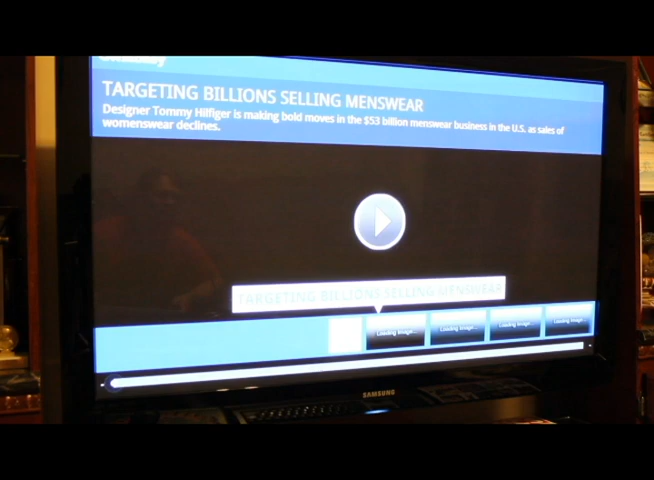 TARGETING BILLIONS SELLING MENSWEAR
Designer Tommy Hilfiger is making bold moves in the $53 billion menswear business in the U.S. as sales of
womenswear declines.
TARGETING BILLIONS SELLING MENSWEAR
Loading Image...
Loading Image...
Loading Image...
Loading Image...
SAMSUNG